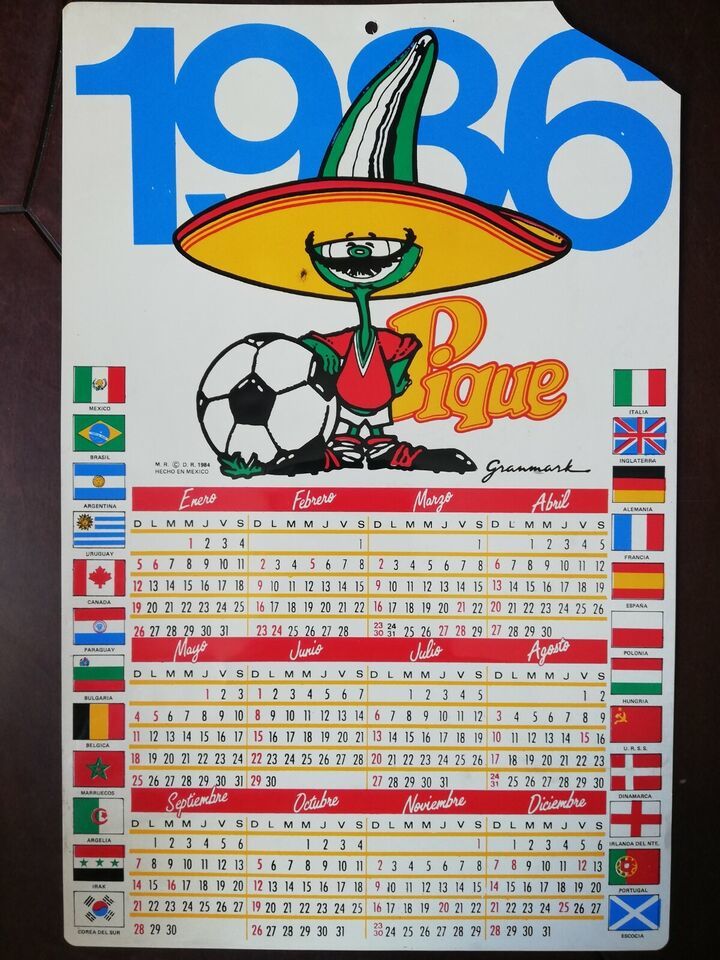 1986
Pique
M. R. © D. R. 1984
HECHO EN MEXICO
Granmark
MEXICO
BRASIL
ARGENTINA
URUGUAY
CANADA
PARAGUAY
BULGARIA
BELGICA
MARRUECOS
ARGELIA
IRAK
COREA DEL SUR
Enero Febrero Marzo Abril
D L M M J V S D L M M J V S D L M M J V S D L M M J V S
1 2 3 4 1 1 1 2 3 4 5
5 6 7 8 9 10 11 2 3 4 5 6 7 8 2 3 4 5 6 7 8 6 7 8 9 10 11 12
12 13 14 15 16 17 18 9 10 11 12 13 14 15 9 10 11 12 13 14 15 13 14 15 16 17 18 19
19 20 21 22 23 24 25 16 17 18 19 20 21 22 16 17 18 19 20 21 22 20 21 22 23 24 25 26
26 27 28 29 30 31 23 24 25 26 27 28 23 24 25 26 27 28 29 27 28 29 30
30 31
Mayo Junio Julio Agosto
D L M M J V S D L M M J V S D L M M J V S D L M M J V S
1 2 3 1 2 3 4 5 6 7 1 2 3 4 5 1 2
4 5 6 7 8 9 10 8 9 10 11 12 13 14 6 7 8 9 10 11 12 3 4 5 6 7 8 9
11 12 13 14 15 16 17 15 16 17 18 19 20 21 13 14 15 16 17 18 19 10 11 12 13 14 15 16
18 19 20 21 22 23 24 22 23 24 25 26 27 28 20 21 22 23 24 25 26 17 18 19 20 21 22 23
25 26 27 28 29 30 31 29 30 27 28 29 30 31 24 25 26 27 28 29 30
31
Septiembre Octubre Noviembre Diciembre
D L M M J V S D L M M J V S D L M M J V S D L M M J V S
1 2 3 4 5 6 1 2 3 4 1 1 2 3 4 5 6
7 8 9 10 11 12 13 5 6 7 8 9 10 11 2 3 4 5 6 7 8 7 8 9 10 11 12 13
14 15 16 17 18 19 20 12 13 14 15 16 17 18 9 10 11 12 13 14 15 14 15 16 17 18 19 20
21 22 23 24 25 26 27 19 20 21 22 23 24 25 16 17 18 19 20 21 22 21 22 23 24 25 26 27
28 29 30 26 27 28 29 30 31 23 24 25 26 27 28 29 28 29 30 31
30
ITALIA
INGLATERRA
ALEMANIA
FRANCIA
ESPAÑA
POLONIA
HUNGRIA
U. R. S. S.
DINAMARCA
IRLANDA DEL NTE.
PORTUGAL
ESCOCIA